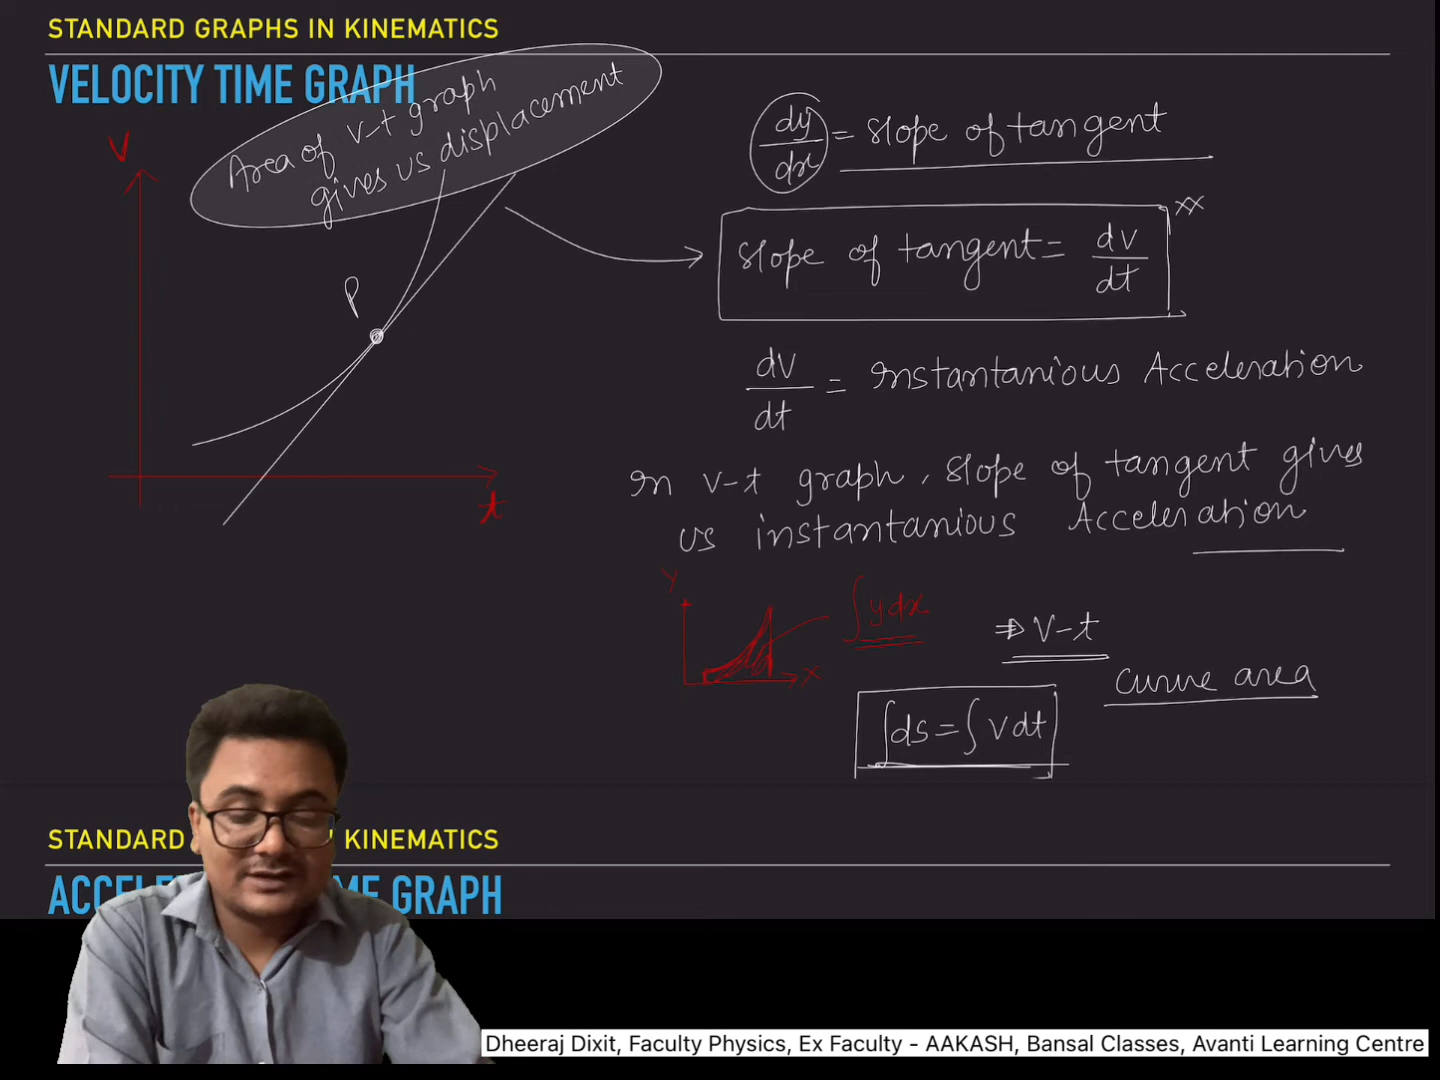 STANDARD GRAPHS IN KINEMATICS
VELOCITY TIME GRAPH
Area of v-t graph
gives us displacement
V
P
t
dy/dx = slope of tangent
slope of tangent = dv/dt
xx
dv/dt = instantanious Acceleration
In v-t graph, slope of tangent gives
us instantanious Acceleration
Y
X
∫ydx
⇒ v-t
curve area
∫ds = ∫vdt
STANDARD KINEMATICS
GRAPH
Dheeraj Dixit, Faculty Physics, Ex Faculty - AAKASH, Bansal Classes, Avanti Learning Centre